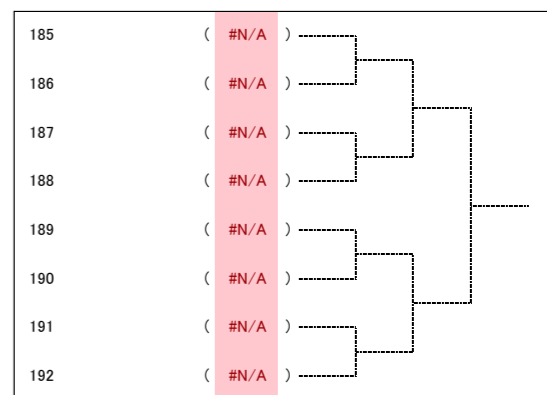 185 ( #N/A )
186 ( #N/A )
187 ( #N/A )
188 ( #N/A )
189 ( #N/A )
190 ( #N/A )
191 ( #N/A )
192 ( #N/A )